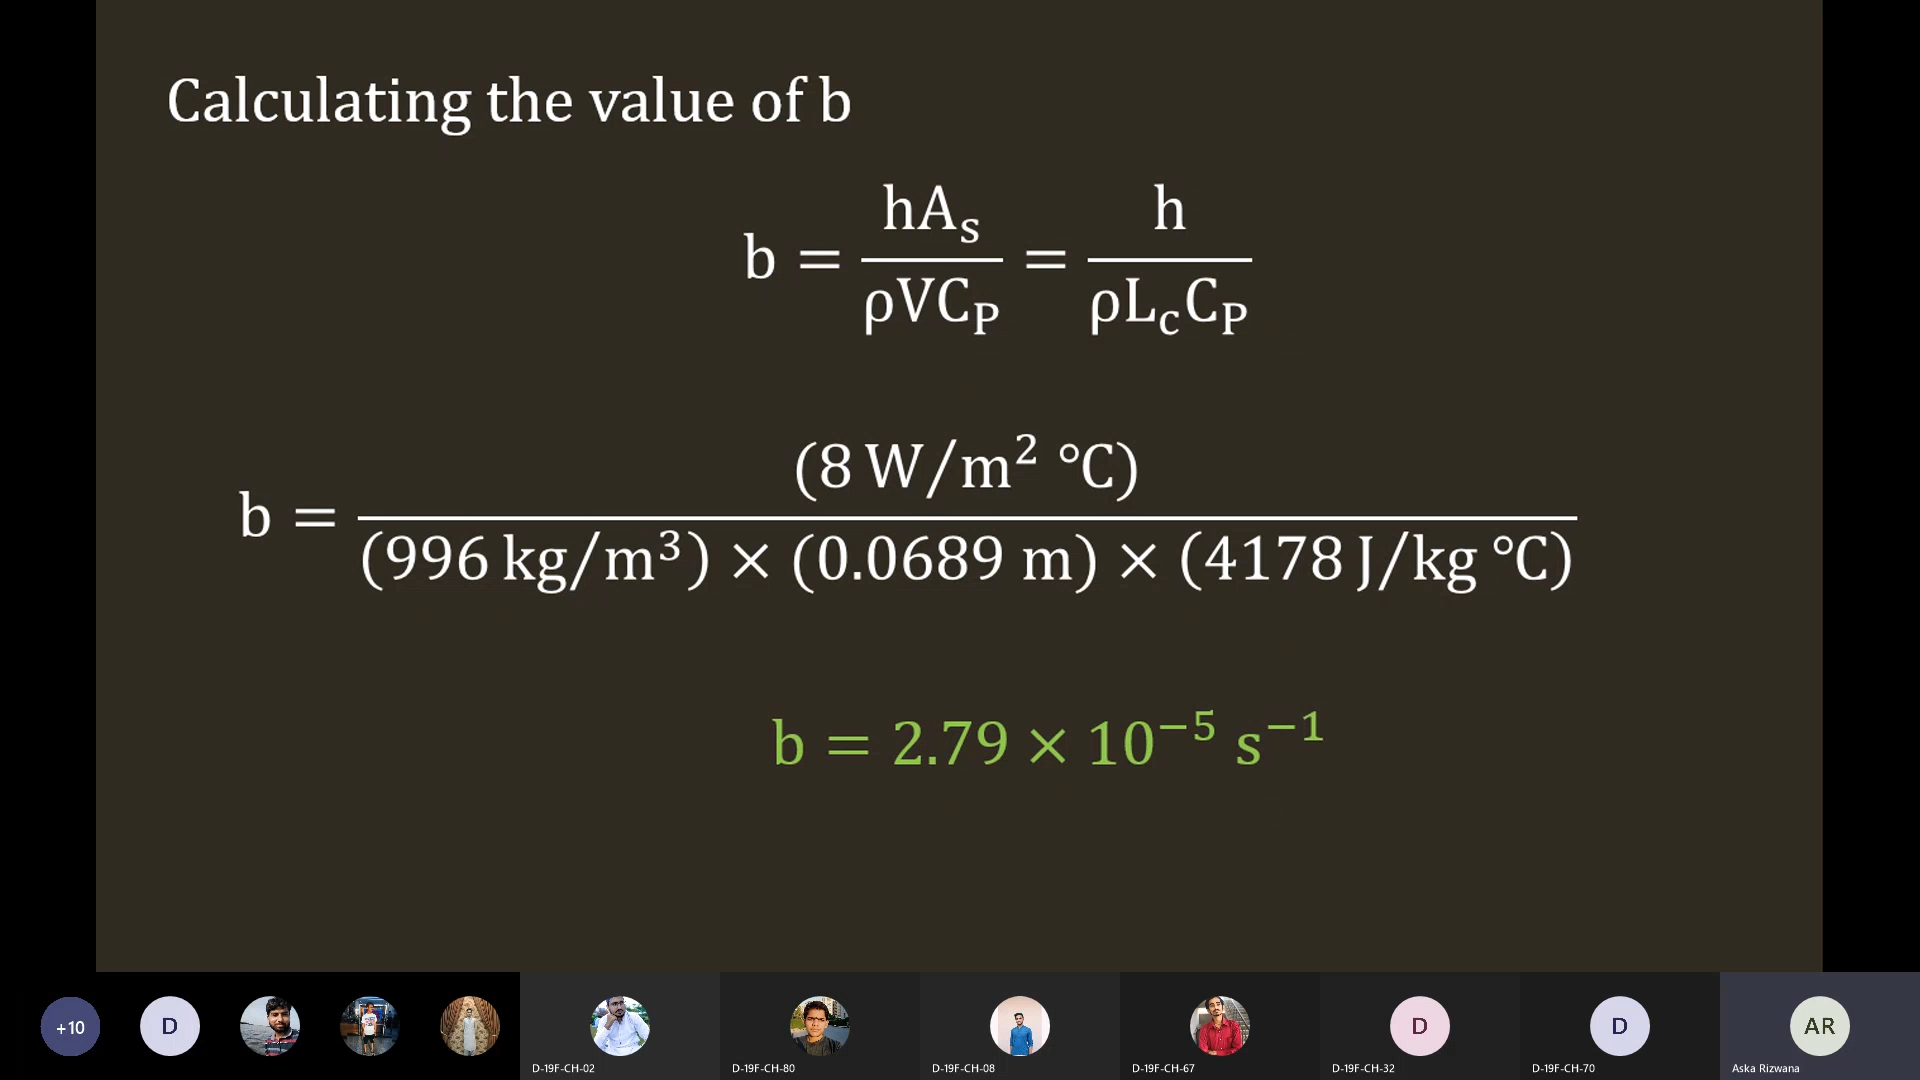 Calculating the value of b
b = hAₛ/ρVC_P = h/ρL_cC_P
b = (8 W/m² °C)/(996 kg/m³) × (0.0689 m) × (4178 J/kg °C)
b = 2.79 × 10⁻⁵ s⁻¹
+10
D
D-19F-CH-02
D-19F-CH-80
D-19F-CH-08
D-19F-CH-67
D
D-19F-CH-32
D
D-19F-CH-70
AR
Aska Rizwana